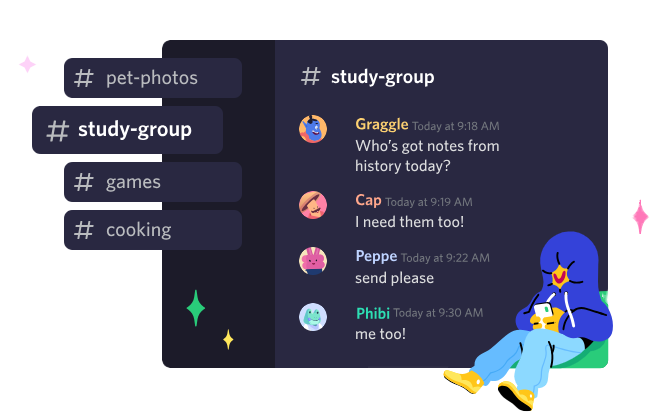 # pet-photos
# study-group
# games
# cooking
# study-group
Graggle Today at 9:18 AM
Who's got notes from
history today?
Cap Today at 9:19 AM
I need them too!
Peppe Today at 9:22 AM
send please
Phibi Today at 9:30 AM
me too!